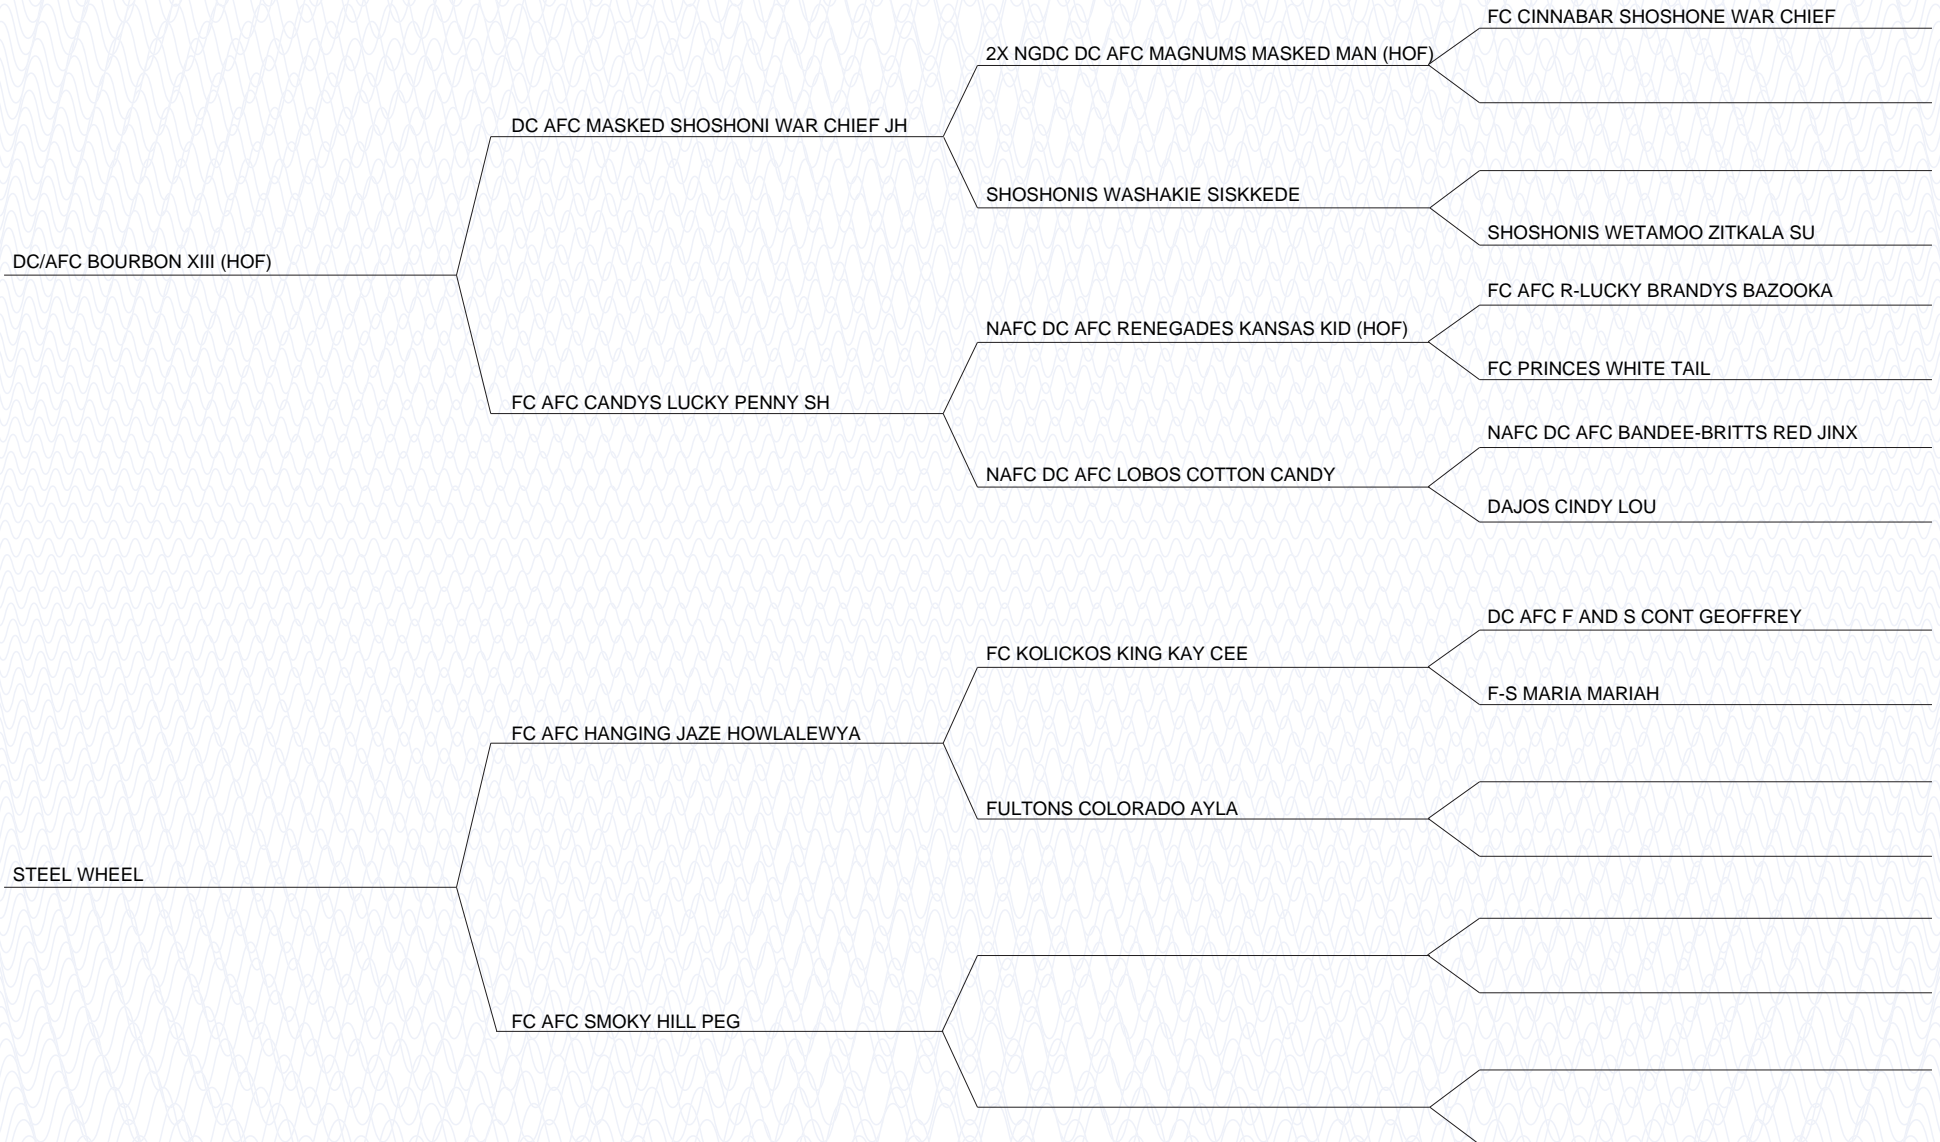 FC CINNABAR SHOSHONE WAR CHIEF
2X NGDC DC AFC MAGNUMS MASKED MAN (HOF)
DC AFC MASKED SHOSHONI WAR CHIEF JH
SHOSHONIS WASHAKIE SISKKEDE
SHOSHONIS WETAMOO ZITKALA SU
DC/AFC BOURBON XIII (HOF)
FC AFC R-LUCKY BRANDYS BAZOOKA
NAFC DC AFC RENEGADES KANSAS KID (HOF)
FC PRINCES WHITE TAIL
FC AFC CANDYS LUCKY PENNY SH
NAFC DC AFC BANDEE-BRITTS RED JINX
NAFC DC AFC LOBOS COTTON CANDY
DAJOS CINDY LOU
DC AFC F AND S CONT GEOFFREY
FC KOLICKOS KING KAY CEE
F-S MARIA MARIAH
FC AFC HANGING JAZE HOWLALEWYA
FULTONS COLORADO AYLA
STEEL WHEEL
FC AFC SMOKY HILL PEG